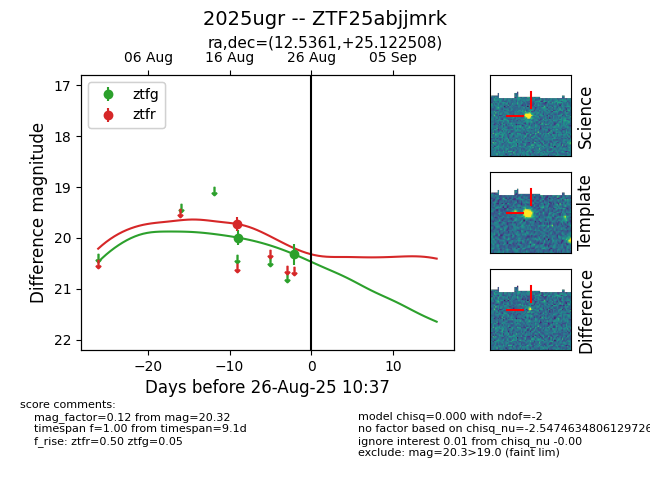 2025ugr -- ZTF25abjjmrk
ra,dec=(12.5361,+25.122508)
06 Aug 16 Aug 26 Aug 05 Sep
ztfg
ztfr
17
18
19
20
21
22
Difference magnitude
−20 −10 0 10
Days before 26-Aug-25 10:37
Science
Template
Difference
score comments:
mag_factor=0.12 from mag=20.32
timespan f=1.00 from timespan=9.1d
f_rise: ztfr=0.50 ztfg=0.05
model chisq=0.000 with ndof=-2
no factor based on chisq_nu=-2.5474634806129726
ignore interest 0.01 from chisq_nu -0.00
exclude: mag=20.3>19.0 (faint lim)